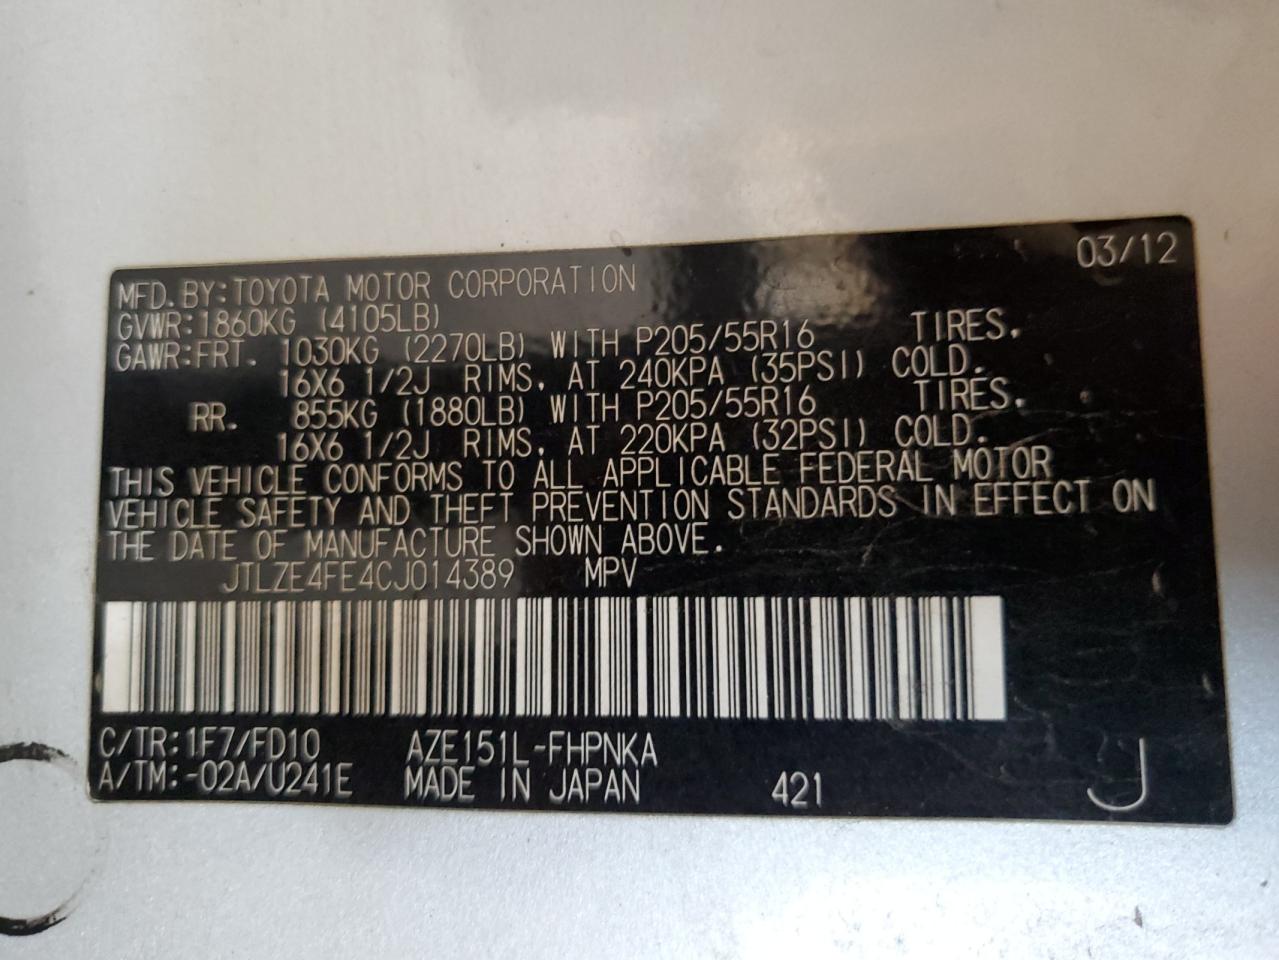 03/12
MFD.BY:TOYOTA MOTOR CORPORATION
GVWR:1860KG (4105LB)
GAWR:FRT. 1030KG (2270LB) WITH P205/55R16 TIRES,
16X6 1/2J RIMS, AT 240KPA (35PSI) COLD.
RR. 855KG (1880LB) WITH P205/55R16 TIRES,
16X6 1/2J RIMS, AT 220KPA (32PSI) COLD.
THIS VEHICLE CONFORMS TO ALL APPLICABLE FEDERAL MOTOR
VEHICLE SAFETY AND THEFT PREVENTION STANDARDS IN EFFECT ON
THE DATE OF MANUFACTURE SHOWN ABOVE.
JTLZE4FE4CJ014389 MPV
C/TR:1F7/FD10 AZE151L-FHPNKA
A/TM:-02A/U241E MADE IN JAPAN 421 J